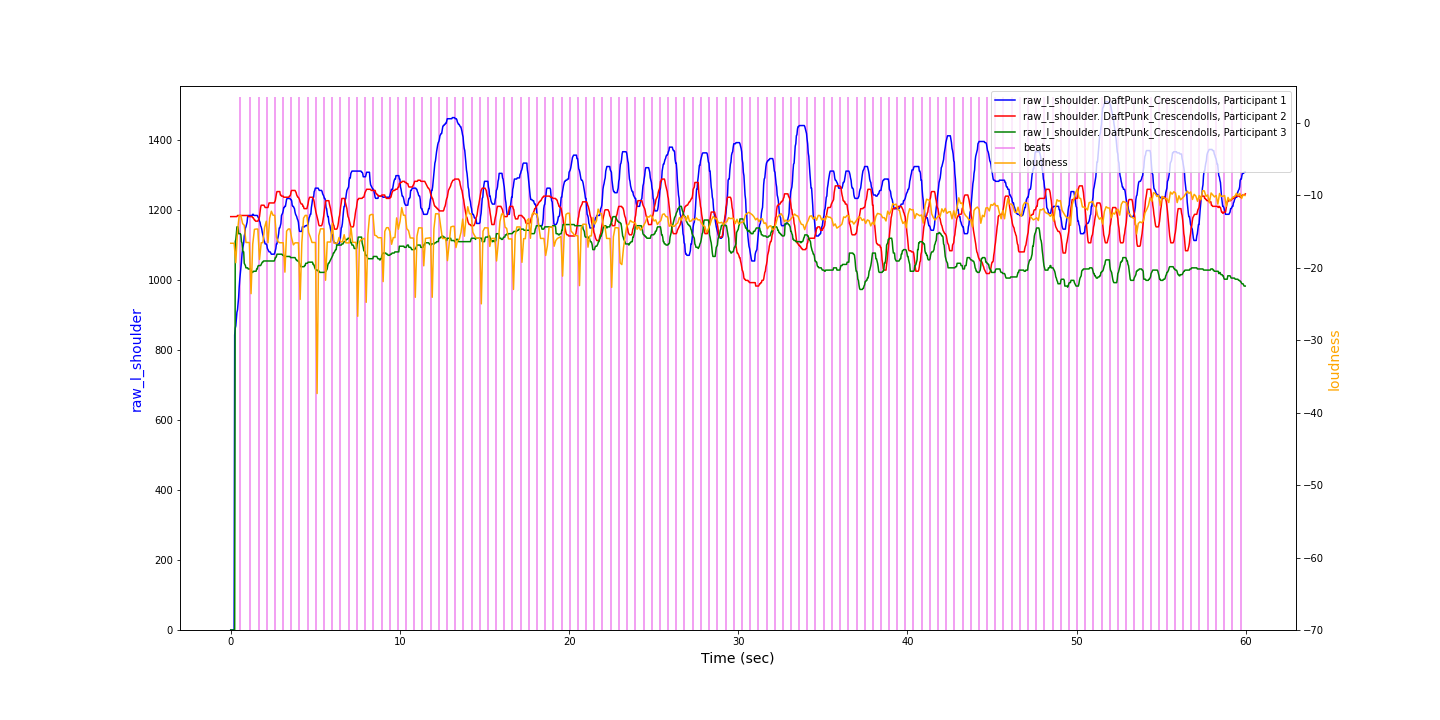 raw_l_shoulder. DaftPunk_Crescendolls, Participant 1
raw_l_shoulder. DaftPunk_Crescendolls, Participant 2
raw_l_shoulder. DaftPunk_Crescendolls, Participant 3
beats
loudness
1400
1200
1000
800
600
400
200
0
raw_l_shoulder
0
−10
−20
−30
−40
−50
−60
−70
loudness
0
10
20
30
40
50
60
Time (sec)